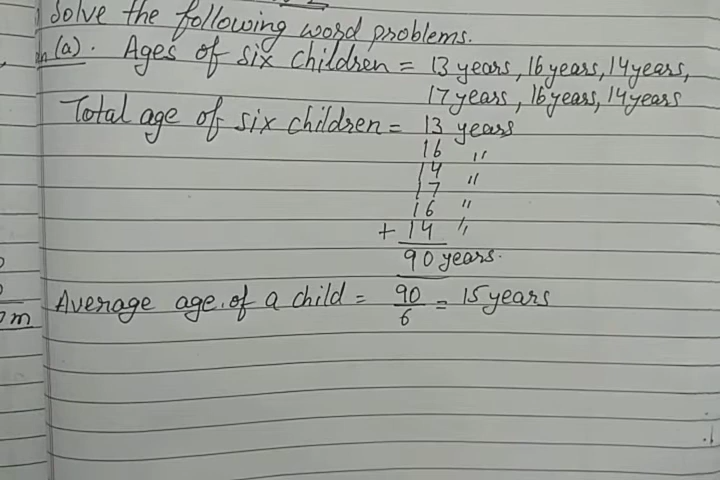 Solve the following word problems.
(a). Ages of six children = 13 years, 16 years, 14 years,
17 years, 16 years, 14 years
Total age of six children = 13 years
16 "
14
17 "
16 "
+ 14 "
90 years.
Average age of a child = 90/6 = 15 years
m